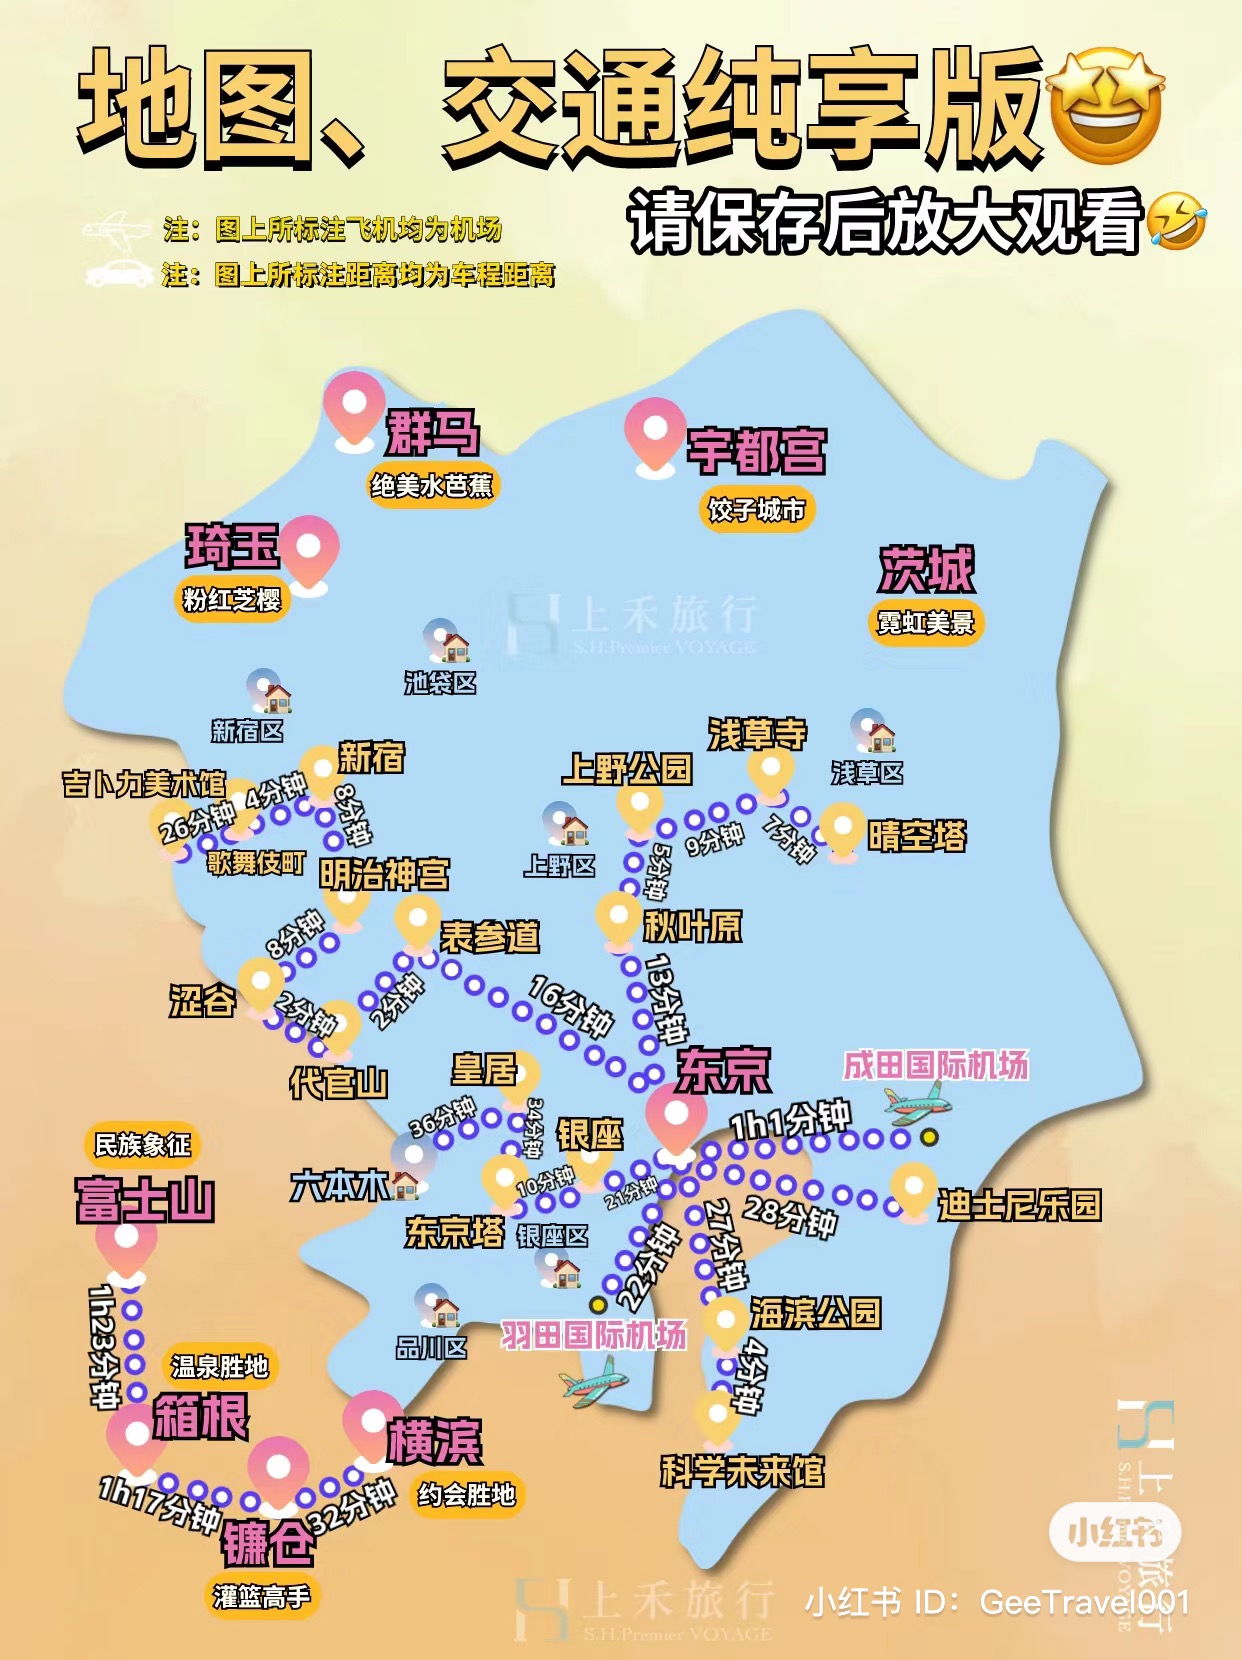 地图、交通纯享版
请保存后放大观看
注：图上所标注飞机均为机场
注：图上所标注距离均为车程距离
群马
绝美水芭蕉
宇都宫
饺子城市
琦玉
粉红芝樱
茨城
霓虹美景
上禾旅行
S.H.Premier VOYAGE
池袋区
新宿区
浅草寺
浅草区
新宿
上野公园
吉卜力美术馆
4分钟
26分钟
8分钟
9分钟
7分钟
晴空塔
歌舞伎町
上野区
5分钟
明治神宫
秋叶原
表参道
8分钟
13分钟
涩谷
2分钟
2分钟
16分钟
代官山
皇居
东京
成田国际机场
36分钟
34分钟
银座
1h1分钟
民族象征
六本木
10分钟
21分钟
富士山
东京塔
银座区
28分钟
迪士尼乐园
22分钟
27分钟
1h23分钟
品川区
羽田国际机场
海滨公园
温泉胜地
4分钟
箱根
横滨
科学未来馆
1h17分钟
32分钟
约会胜地
镰仓
灌篮高手
上禾旅行
S.H.Premier VOYAGE
上禾旅行
小红书
小红书 ID：GeeTravel001